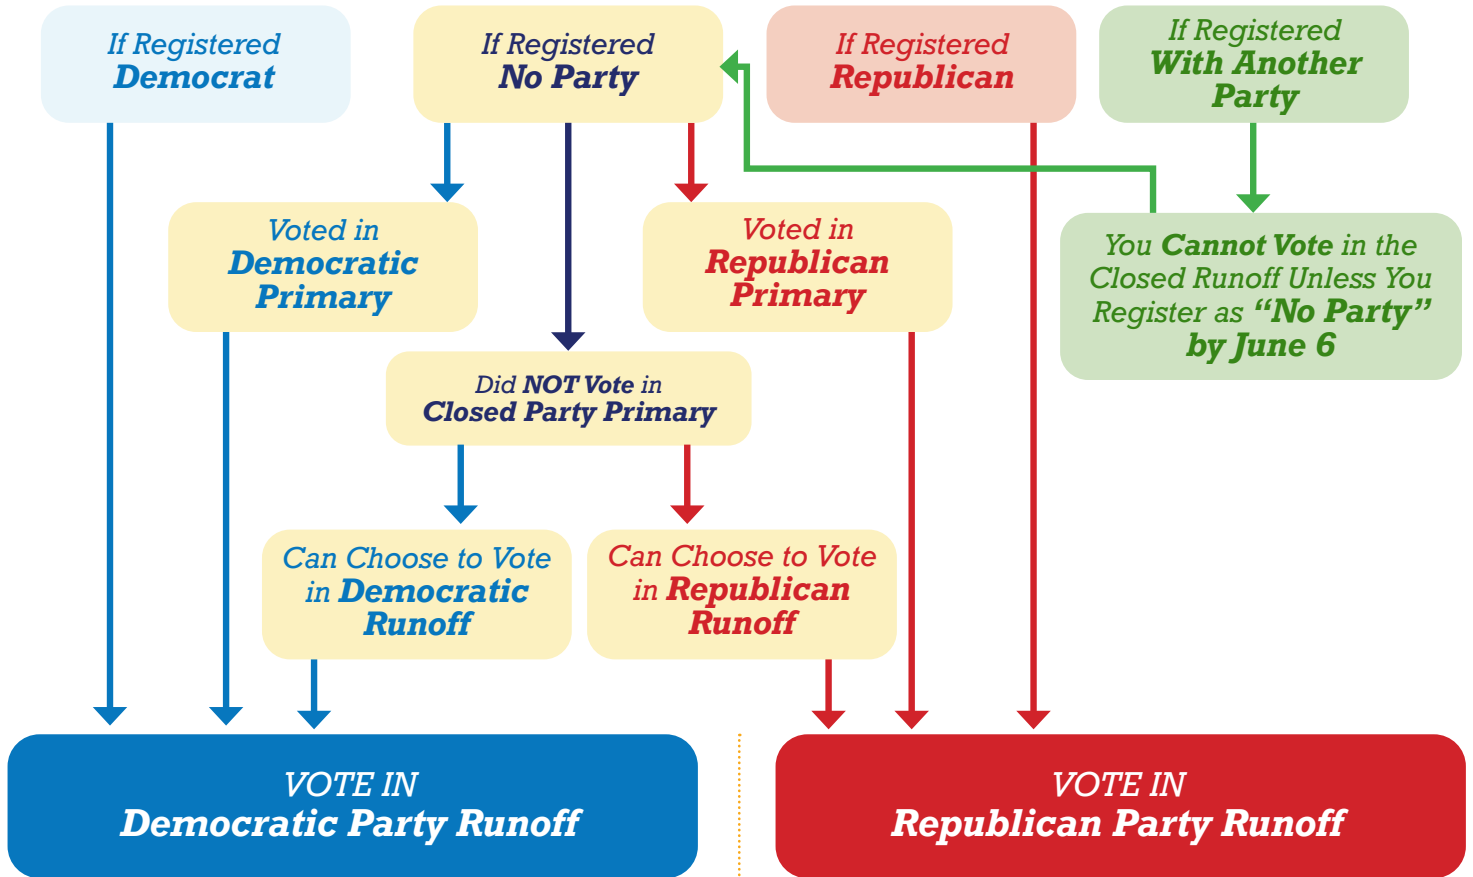 If Registered
Democrat
If Registered
No Party
If Registered
Republican
If Registered
With Another
Party
Voted in
Democratic
Primary
Voted in
Republican
Primary
You Cannot Vote in the
Closed Runoff Unless You
Register as “No Party”
by June 6
Did NOT Vote in
Closed Party Primary
Can Choose to Vote
in Democratic
Runoff
Can Choose to Vote
in Republican
Runoff
VOTE IN
Democratic Party Runoff
VOTE IN
Republican Party Runoff